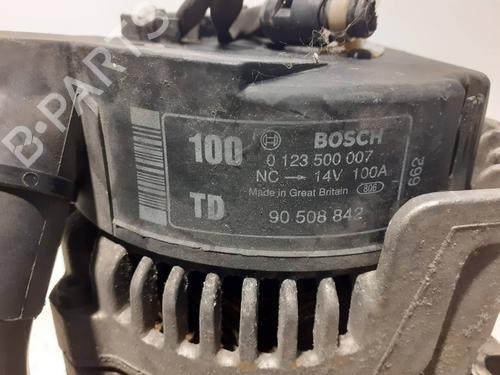 B-PARTS
100 BOSCH
0 123 500 007
NC 14V 100A
Made in Great Britain 806
TD 90 508 842
662